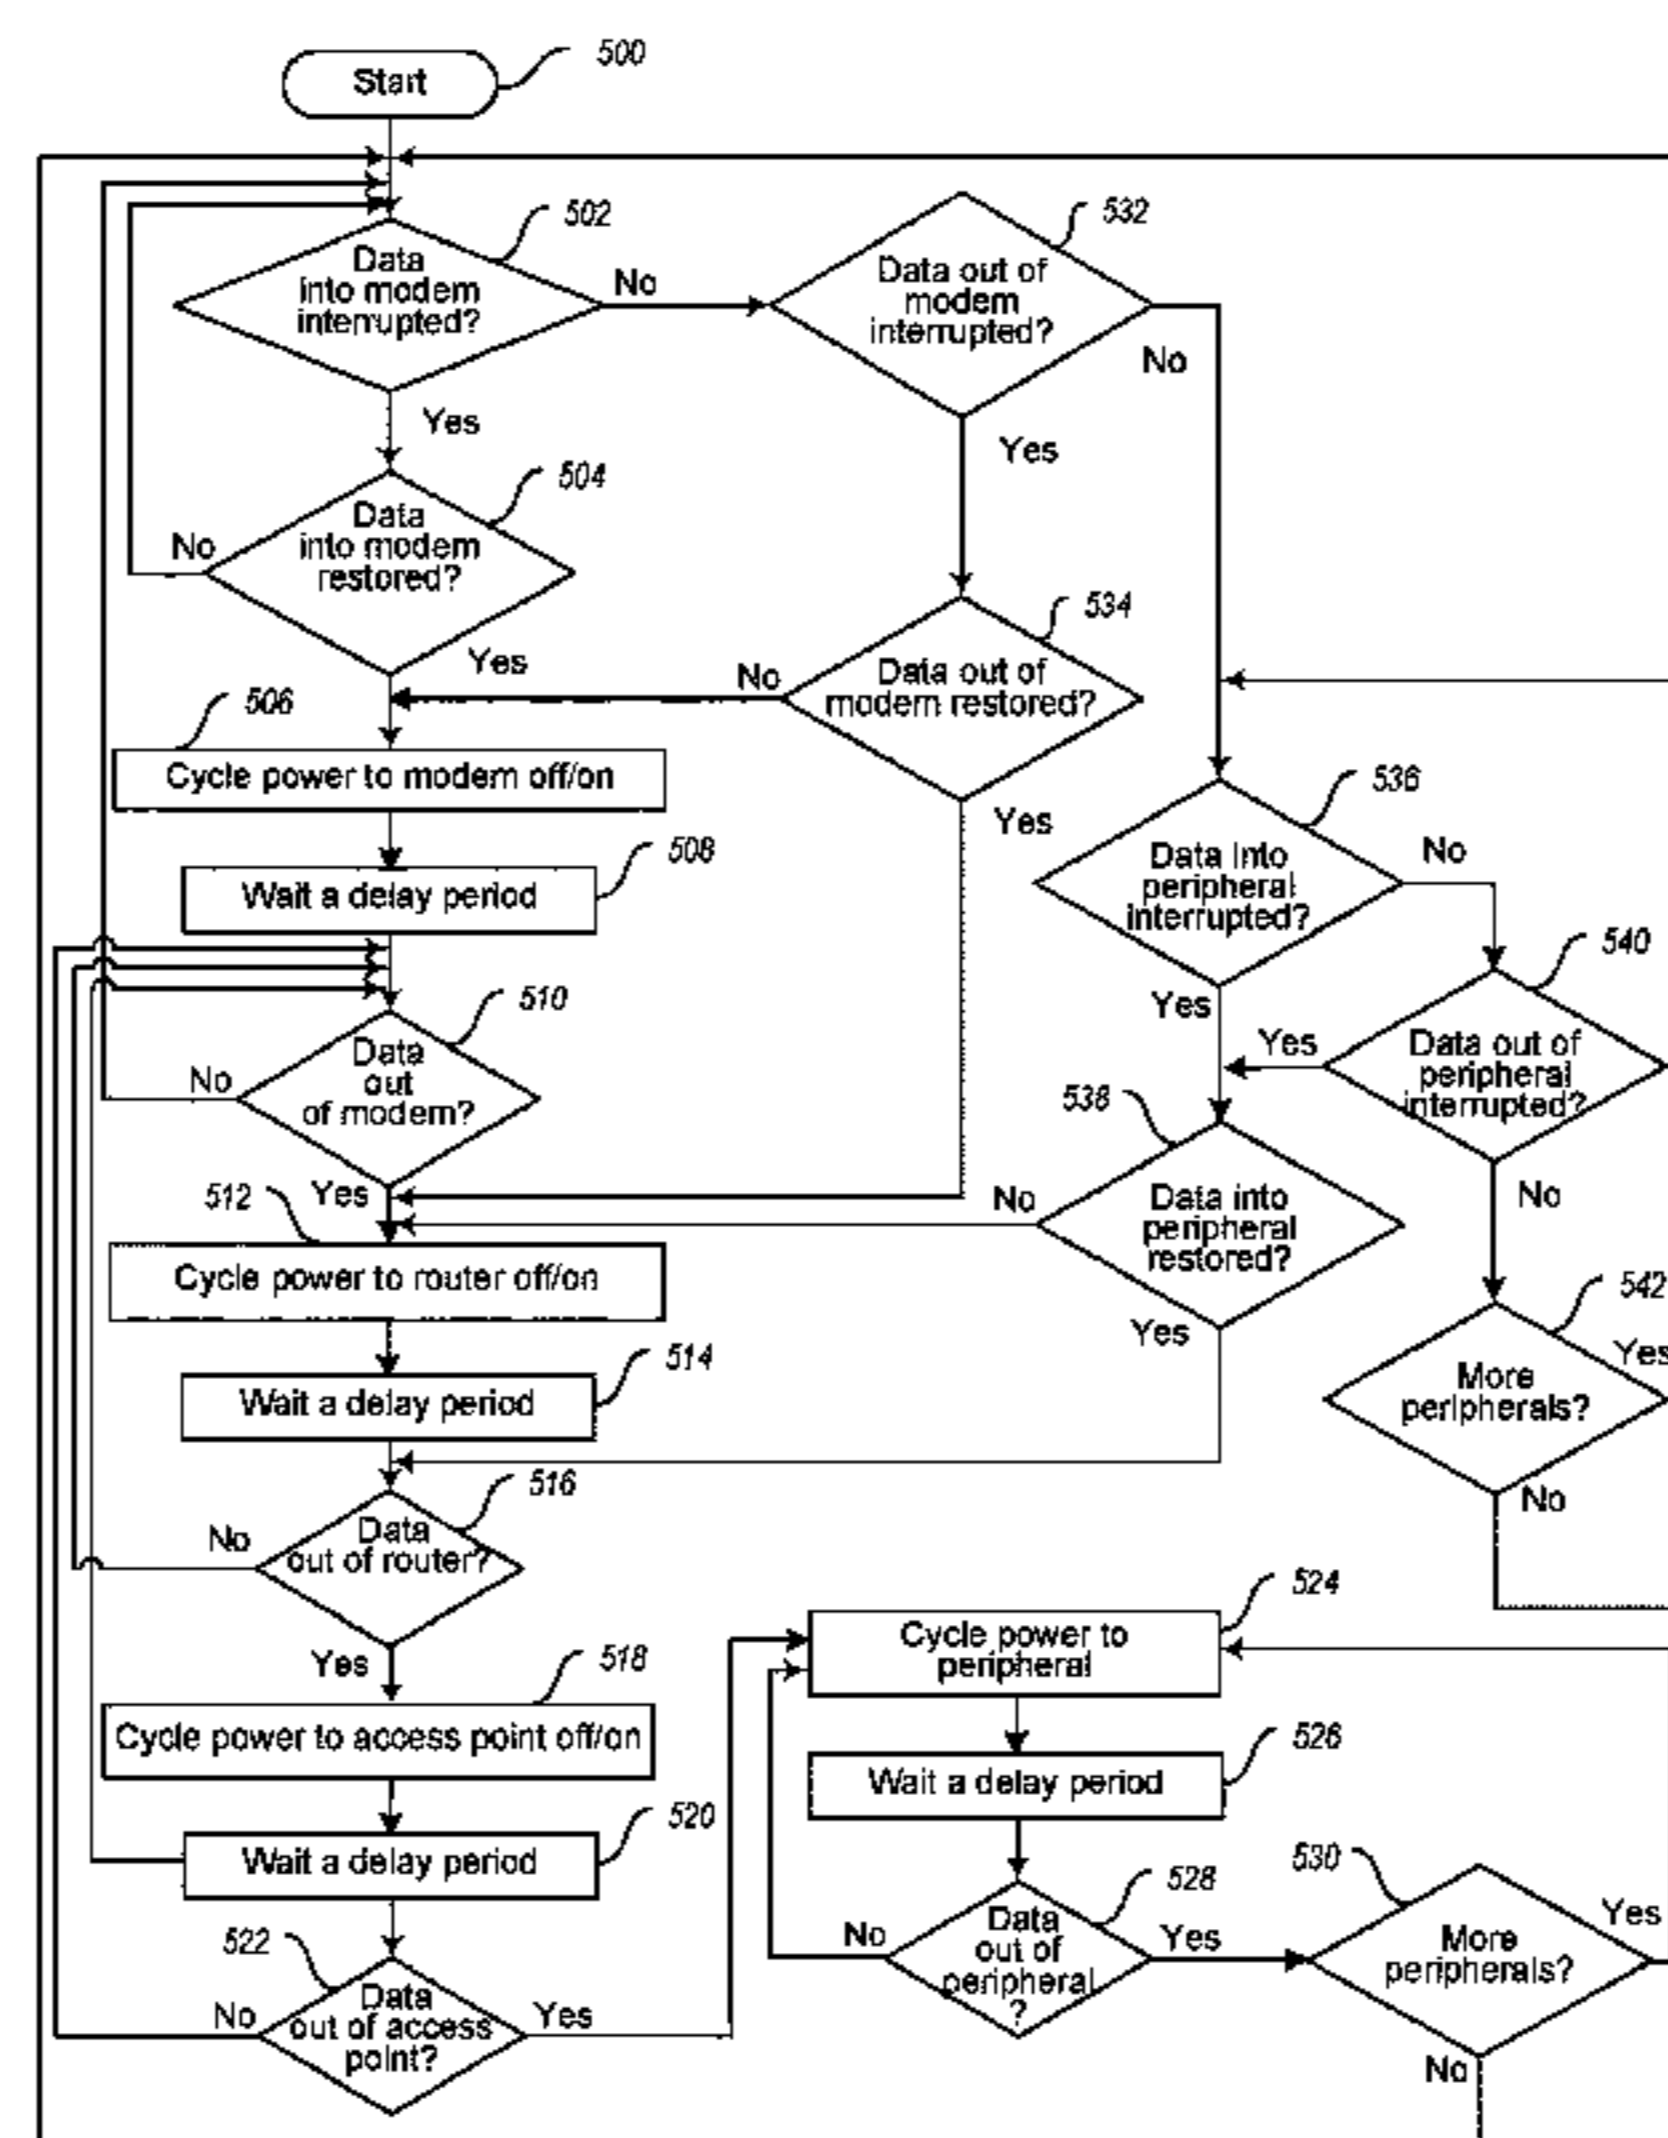 Start
500
Data
into modem
interrupted?
502
No
Data out of
modem
interrupted?
532
No
Yes
Yes
Data
into modem
restored?
504
No
Yes
Data out of
modem restored?
534
No
Yes
506
Cycle power to modem off/on
508
Wait a delay period
Data into
peripheral
interrupted?
536
No
Yes
Data out of
peripheral
interrupted?
540
Yes
No
Data
out
of modem?
510
No
Yes
538
Data into
peripheral
restored?
No
Yes
512
Cycle power to router off/on
514
Wait a delay period
More
peripherals?
542
Yes
No
Data
out of router?
516
No
Yes
518
Cycle power to access point off/on
520
Wait a delay period
522
Data
out of access
point?
No
Yes
524
Cycle power to
peripheral
526
Wait a delay period
528
Data
out of
peripheral
?
No
Yes
530
More
peripherals?
Yes
No